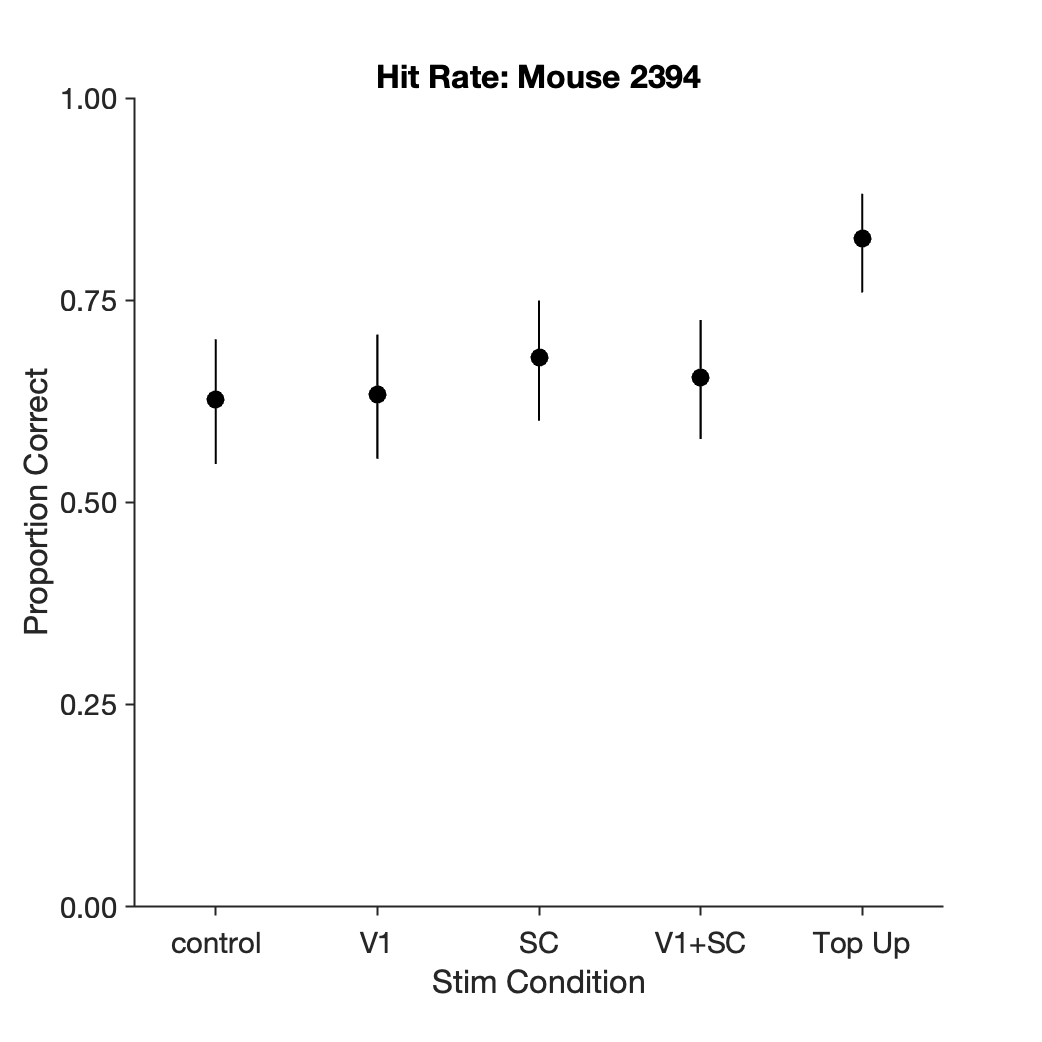 Hit Rate: Mouse 2394
1.00
0.75
0.50
0.25
0.00
Proportion Correct
control V1 SC V1+SC Top Up
Stim Condition